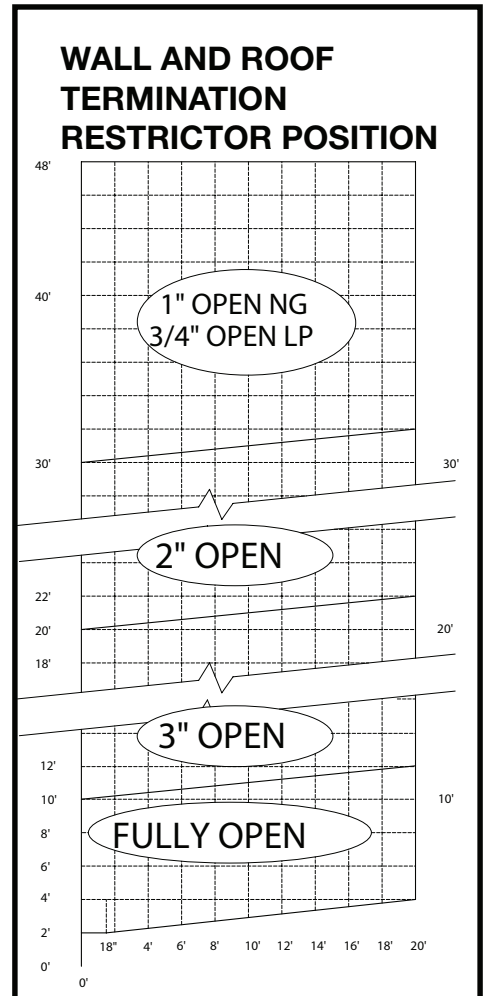 WALL AND ROOF
TERMINATION
RESTRICTOR POSITION
48'
40'
1" OPEN NG
3/4" OPEN LP
30'
30'
2" OPEN
22'
20'
20'
18'
3" OPEN
12'
10'
10'
FULLY OPEN
8'
6'
4'
2'
18" 4' 6' 8' 10' 12' 14' 16' 18' 20'
0'
0'